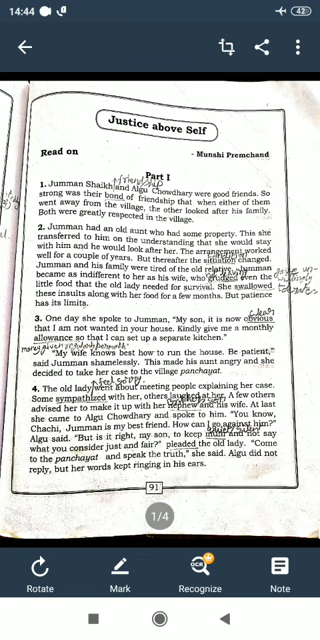 14:44
42
Justice above Self
Read on
- Munshi Premchand
Part I
friendship
1. Jumman Shaikh and Algu Chowdhary were good friends. So
strong was their bond of friendship that when either of them
went away from the village, the other looked after his family.
Both were greatly respected in the village.
2. Jumman had an old aunt who had some property. This she
transferred to him on the understanding that she would stay
with him and he would look after her. The arrangement worked
well for a couple of years. But thereafter the situation changed.
Jumman and his family were tired of the old relative. Jumman
became as indifferent to her as his wife, who grudged even the
little food that the old lady needed for survival. She swallowed
these insults along with her food for a few months. But patience
has its limits.
clear
3. One day she spoke to Jumman, "My son, it is now obvious
that I am not wanted in your house. Kindly give me a monthly
allowance so that I can set up a separate kitchen."
"My wife knows best how to run the house. Be patient,"
said Jumman shamelessly. This made his aunt angry and she
decided to take her case to the village panchayat.
feel sorry
4. The old lady went about meeting people explaining her case.
Some sympathized with her, others laughed at her. A few others
advised her to make it up with her nephew and his wife. At last
she came to Algu Chowdhary and spoke to him. "You know,
Chachi, Jumman is my best friend. How can I go against him?"
Algu said. "But is it right, my son, to keep mum and not say
what you consider just and fair?" pleaded the old lady. "Come
to the panchayat and speak the truth," she said. Algu did not
reply, but her words kept ringing in his ears.
91
1/4
Rotate
Mark
OCR
Recognize
Note